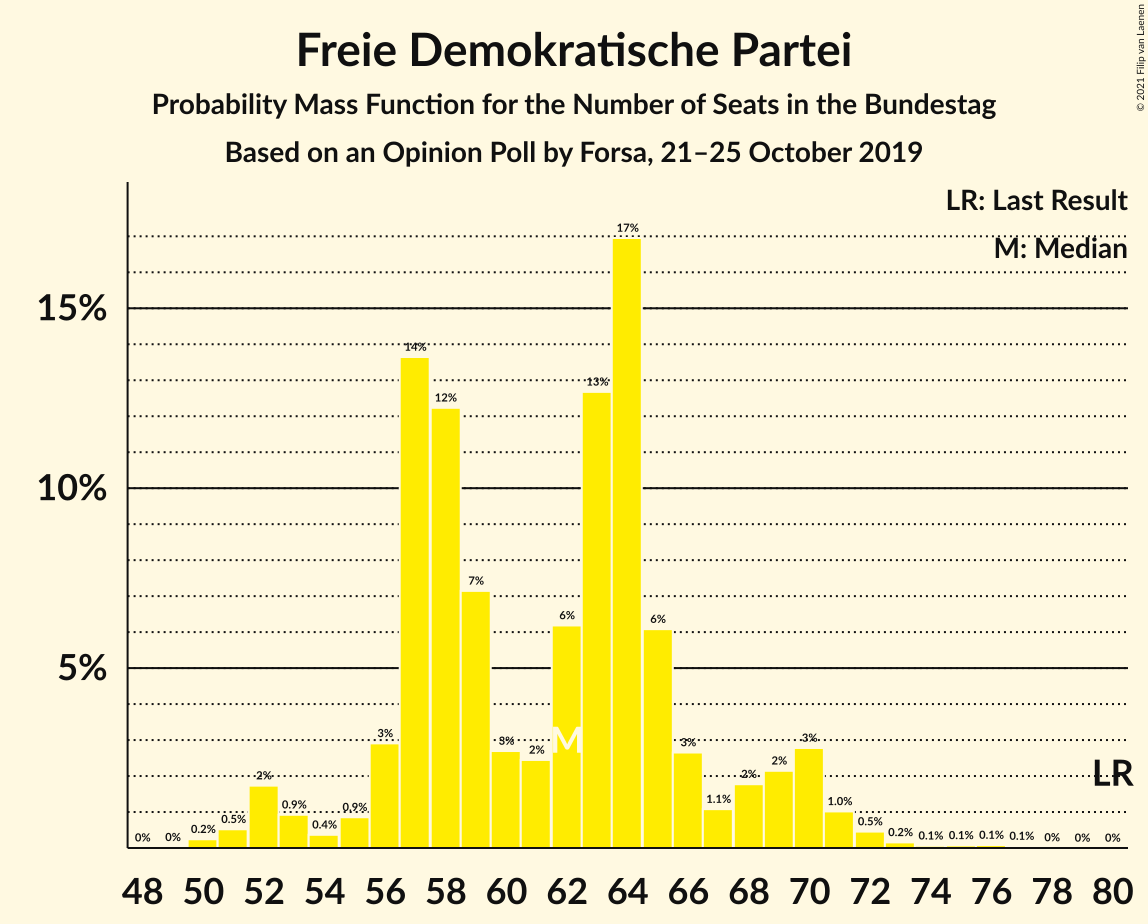 Freie Demokratische Partei
Probability Mass Function for the Number of Seats in the Bundestag
Based on an Opinion Poll by Forsa, 21–25 October 2019
© 2021 Filip van Laenen
LR: Last Result
M: Median
15%
10%
5%
0% 0% 0.2% 0.5% 2% 0.9% 0.4% 0.9% 3% 14% 12% 7% 3% 2% 6% 13% 17% 6% 3% 1.1% 2% 2% 3% 1.0% 0.5% 0.2% 0.1% 0.1% 0.1% 0.1% 0% 0% 0%
M
LR
48 50 52 54 56 58 60 62 64 66 68 70 72 74 76 78 80